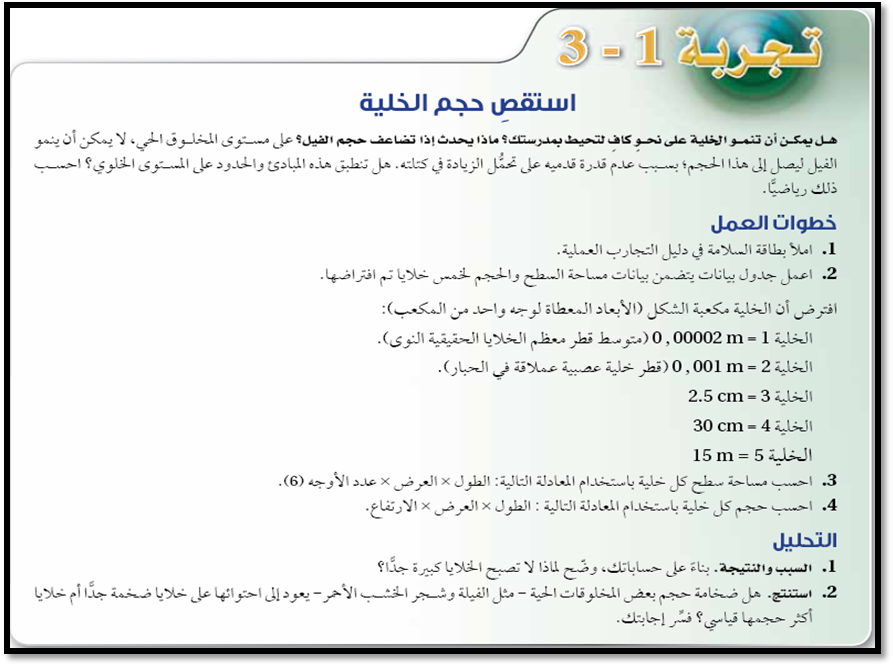 تجربة 1 - 3
استقصِ حجم الخلية
هل يمكن أن تنمو الخلية على نحو كافٍ لتحيط بمدرستك؟ ماذا يحدث إذا تضاعف حجم الفيل؟ على مستوى المخلوق الحي، لا يمكن أن ينمو
الفيل ليصل إلى هذا الحجم؛ بسبب عدم قدرة قدميه على تحمُّل الزيادة في كتلته. هل تنطبق هذه المبادئ والحدود على المستوى الخلوي؟ احسب
ذلك رياضيًّا.
خطوات العمل
1. املأ بطاقة السلامة في دليل التجارب العملية.
2. اعمل جدول بيانات يتضمن بيانات مساحة السطح والحجم لخمس خلايا تم افتراضها.
افترض أن الخلية مكعبة الشكل (الأبعاد المعطاة لوجه واحد من المكعب):
الخلية 1 = 0,00002 m (متوسط قطر معظم الخلايا الحقيقية النوى).
الخلية 2 = 0,001 m (قطر خلية عصبية عملاقة في الحبار).
الخلية 3 = 2.5 cm
الخلية 4 = 30 cm
الخلية 5 = 15 m
3. احسب مساحة سطح كل خلية باستخدام المعادلة التالية: الطول × العرض × عدد الأوجه (6).
4. احسب حجم كل خلية باستخدام المعادلة التالية : الطول × العرض × الارتفاع.
التحليل
1. السبب والنتيجة. بناءً على حساباتك، وضّح لماذا لا تصبح الخلايا كبيرة جدًّا؟
2. استنتج. هل ضخامة حجم بعض المخلوقات الحية - مثل الفيلة وشجر الخشب الأحمر - يعود إلى احتوائها على خلايا ضخمة جدًّا أم خلايا
أكثر حجمها قياسي؟ فسِّر إجابتك.